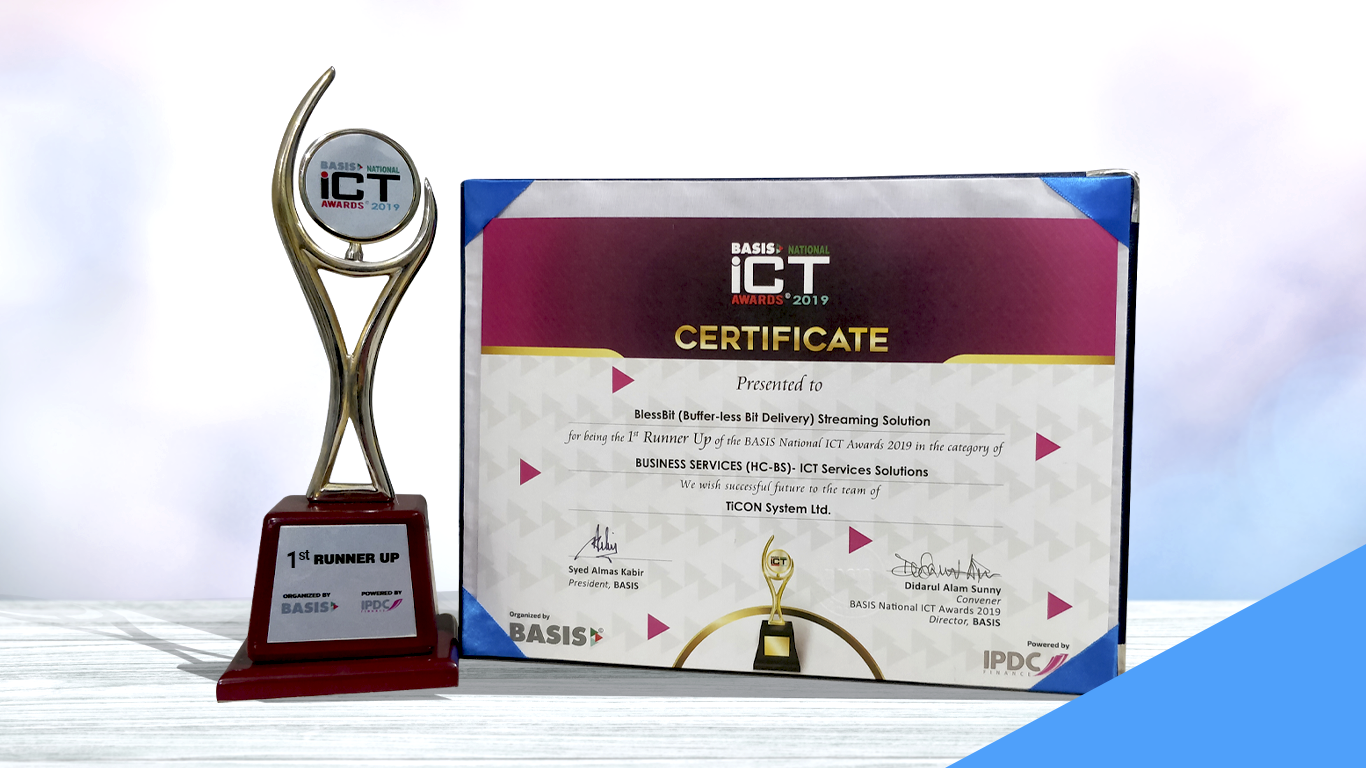 BASIS NATIONAL
iCT
AWARDS® 2019
1st RUNNER UP
ORGANIZED BY
BASIS
POWERED BY
IPDC
FINANCE
BASIS NATIONAL
iCT
AWARDS® 2019
CERTIFICATE
Presented to
BlessBit (Buffer-less Bit Delivery) Streaming Solution
for being the 1st Runner Up of the BASIS National ICT Awards 2019 in the category of
BUSINESS SERVICES (HC-BS)- ICT Services Solutions
We wish successful future to the team of
TiCON System Ltd.
Syed Almas Kabir
President, BASIS
iCT
Didarul Alam Sunny
Convener
BASIS National ICT Awards 2019
Director, BASIS
Organized by
BASIS
Powered by
IPDC
FINANCE